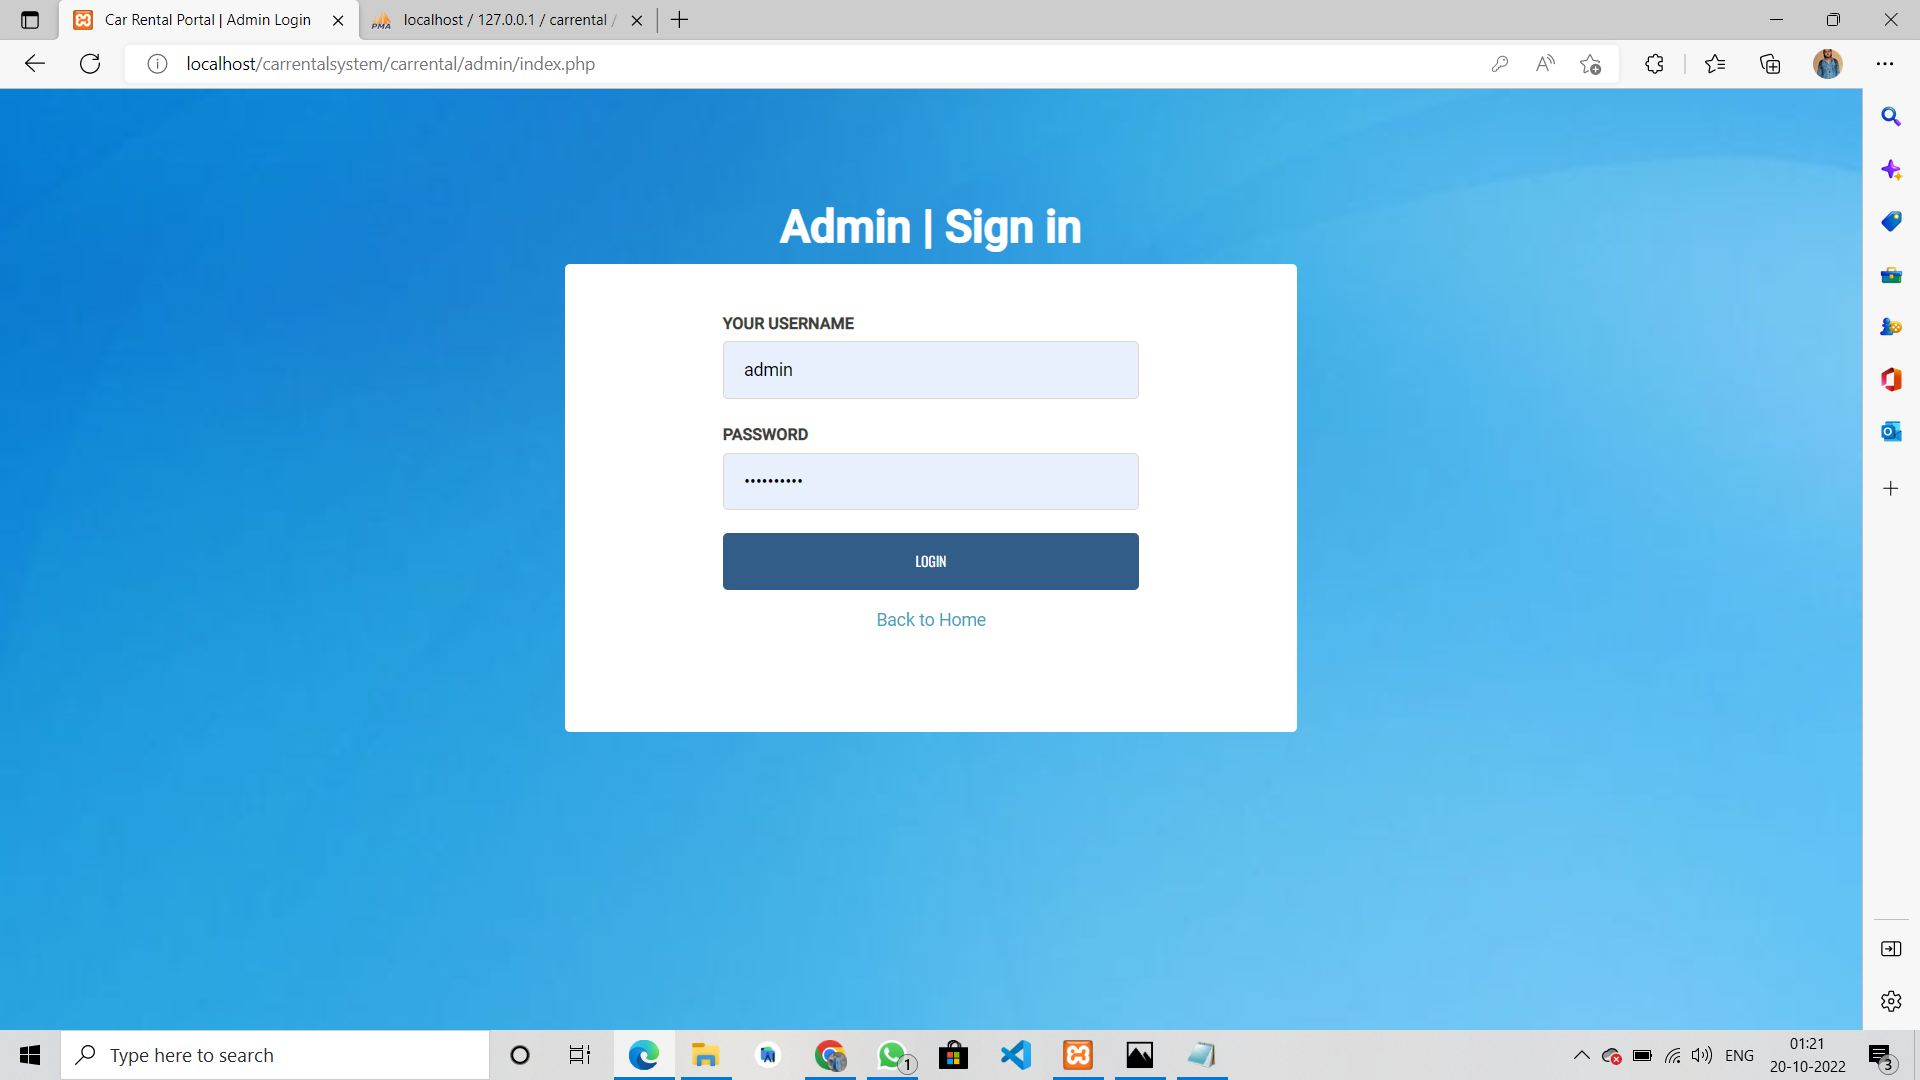 Car Rental Portal | Admin Login
localhost / 127.0.0.1 / carrental /
localhost/carrentalsystem/carrental/admin/index.php
Admin | Sign in
YOUR USERNAME
admin
PASSWORD
••••••••••
LOGIN
Back to Home
Type here to search
1
ENG
01:21
20-10-2022
3